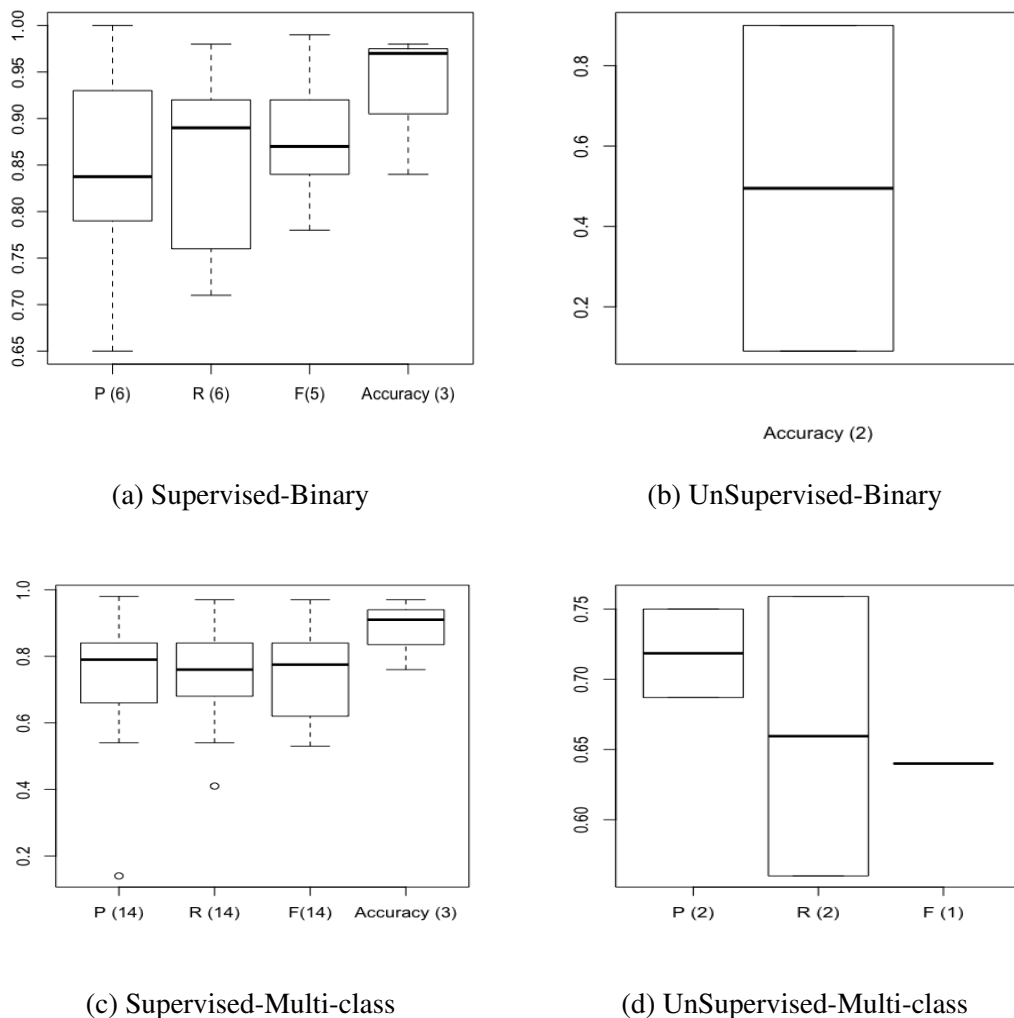 1.00
0.95
0.90
0.85
0.80
0.75
0.70
0.65
P (6) R (6) F(5) Accuracy (3)
(a) Supervised-Binary
0.8
0.6
0.4
0.2
Accuracy (2)
(b) UnSupervised-Binary
1.0
0.8
0.6
0.4
0.2
P (14) R (14) F(14) Accuracy (3)
(c) Supervised-Multi-class
0.75
0.70
0.65
0.60
P (2) R (2) F (1)
(d) UnSupervised-Multi-class